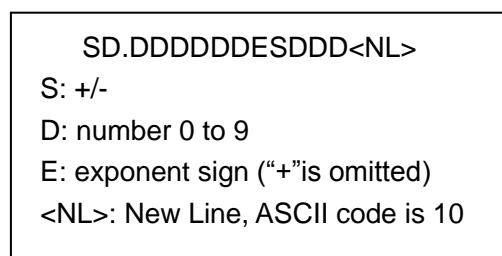 SD.DDDDDDESDDD<NL>
S: +/-
D: number 0 to 9
E: exponent sign (“+”is omitted)
<NL>: New Line, ASCII code is 10